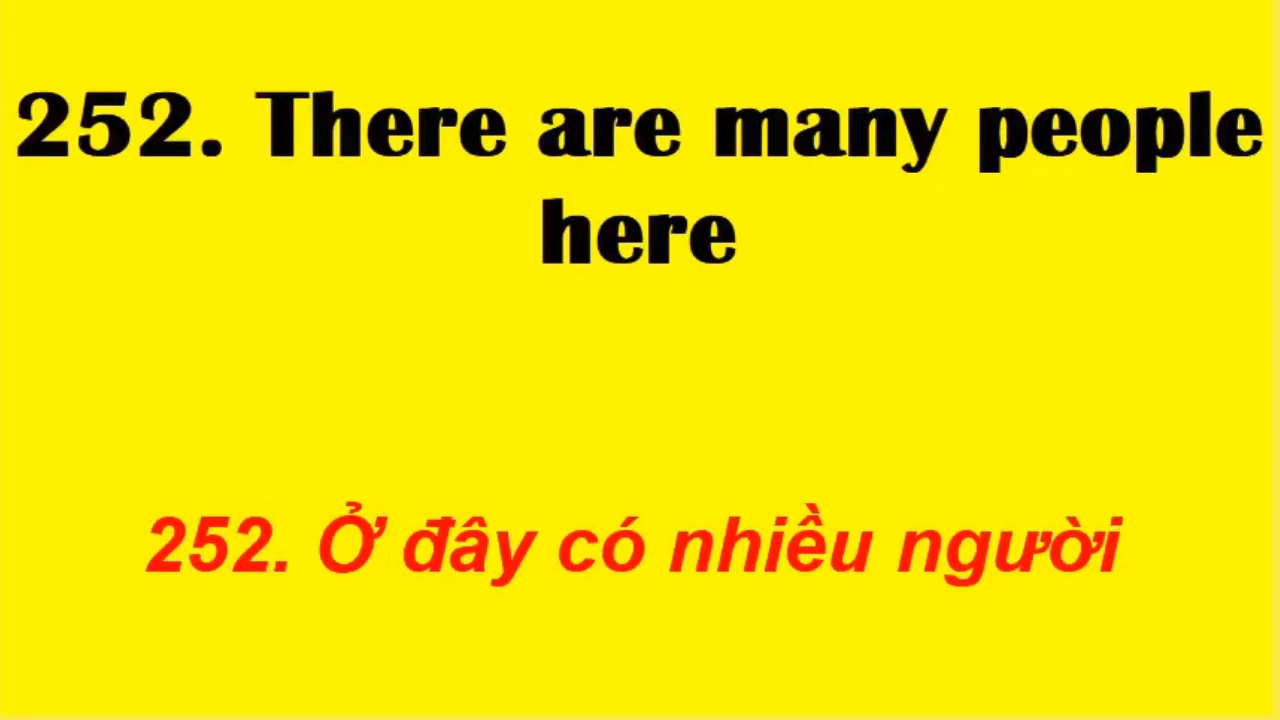 252. There are many people
here
252. Ở đây có nhiều người